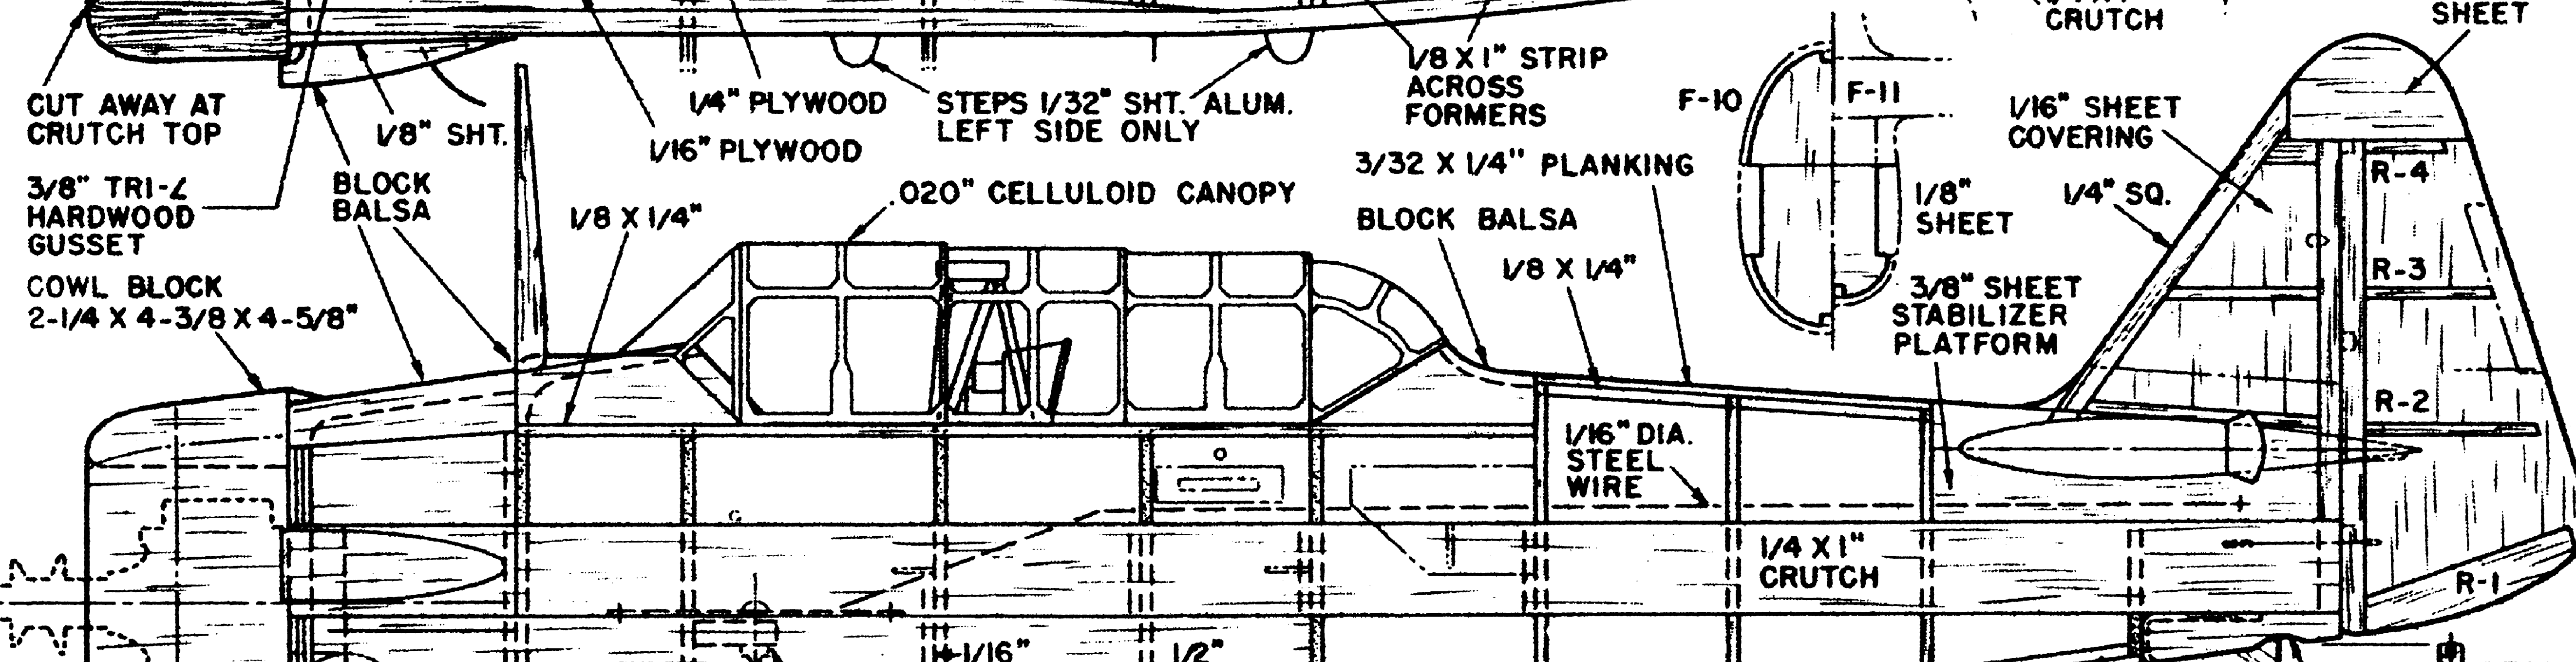 CRUTCH
SHEET
CUT AWAY AT
CRUTCH TOP
1/8" SHT.
1/4" PLYWOOD
1/16" PLYWOOD
STEPS 1/32" SHT. ALUM.
LEFT SIDE ONLY
1/8 X 1" STRIP
ACROSS
FORMERS
F-10
F-11
1/16" SHEET
COVERING
3/8" TRI-∠
HARDWOOD
GUSSET
BLOCK
BALSA
1/8 X 1/4"
.020" CELLULOID CANOPY
3/32 X 1/4" PLANKING
BLOCK BALSA
1/8 X 1/4"
1/8"
SHEET
1/4" SQ.
R-4
R-3
R-2
R-1
COWL BLOCK
2-1/4 X 4-3/8 X 4-5/8"
3/8" SHEET
STABILIZER
PLATFORM
1/16" DIA.
STEEL
WIRE
1/4 X 1"
CRUTCH
1/16"
1/2"